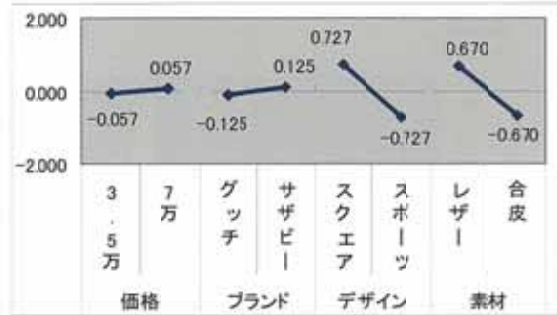 2.000
0.000
-2.000
-0.057
0.057
-0.125
0.125
0.727
-0.727
0.670
-0.670
3.5万
7万
グッチ
サザビー
スクエア
スポーツ
レザー
合皮
価格
ブランド
デザイン
素材